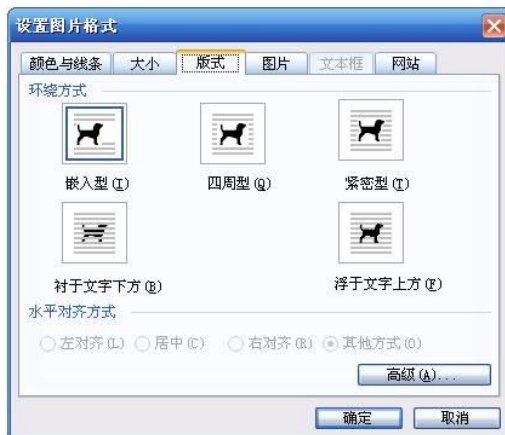 设置图片格式
颜色与线条 大小 版式 图片 文本框 网站
环绕方式
嵌入型(I) 四周型(Q) 紧密型(T)
衬于文字下方(B) 浮于文字上方(F)
水平对齐方式
左对齐(L) 居中(C) 右对齐(R) 其他方式(O)
高级(A)...
确定 取消